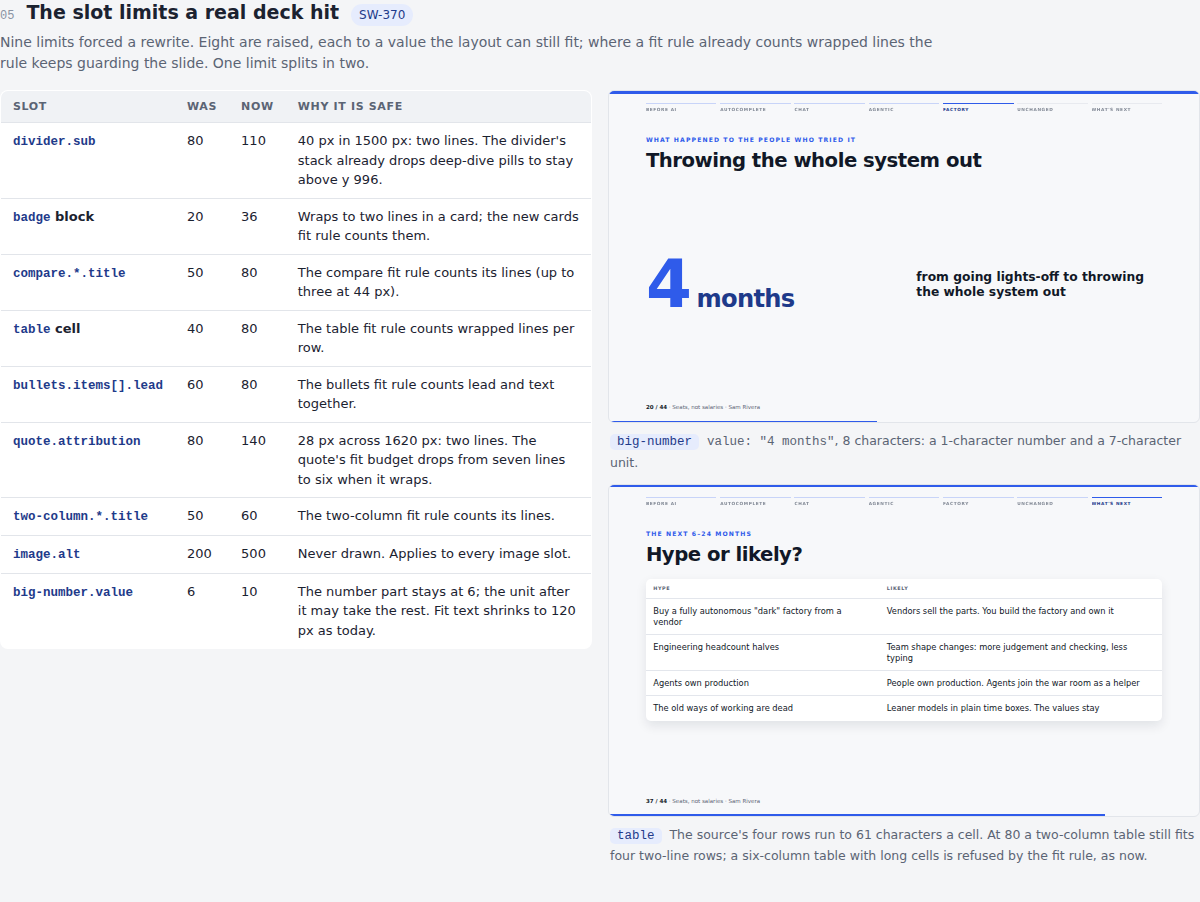 05 The slot limits a real deck hit SW-370
Nine limits forced a rewrite. Eight are raised, each to a value the layout can still fit; where a fit rule already counts wrapped lines the
rule keeps guarding the slide. One limit splits in two.
SLOT WAS NOW WHY IT IS SAFE
divider.sub 80 110 40 px in 1500 px: two lines. The divider's
stack already drops deep-dive pills to stay
above y 996.
badge block 20 36 Wraps to two lines in a card; the new cards
fit rule counts them.
compare.*.title 50 80 The compare fit rule counts its lines (up to
three at 44 px).
table cell 40 80 The table fit rule counts wrapped lines per
row.
bullets.items[].lead 60 80 The bullets fit rule counts lead and text
together.
quote.attribution 80 140 28 px across 1620 px: two lines. The
quote's fit budget drops from seven lines
to six when it wraps.
two-column.*.title 50 60 The two-column fit rule counts its lines.
image.alt 200 500 Never drawn. Applies to every image slot.
big-number.value 6 10 The number part stays at 6; the unit after
it may take the rest. Fit text shrinks to 120
px as today.
BEFORE AI AUTOCOMPLETE CHAT AGENTIC FACTORY UNCHANGED WHAT'S NEXT
WHAT HAPPENED TO THE PEOPLE WHO TRIED IT
Throwing the whole system out
4 months
from going lights-off to throwing
the whole system out
20 / 44 Seats, not salaries · Sam Rivera
big-number value: "4 months", 8 characters: a 1-character number and a 7-character
unit.
BEFORE AI AUTOCOMPLETE CHAT AGENTIC FACTORY UNCHANGED WHAT'S NEXT
THE NEXT 6–24 MONTHS
Hype or likely?
HYPE LIKELY
Buy a fully autonomous "dark" factory from a
vendor
Vendors sell the parts. You build the factory and own it
Engineering headcount halves
Team shape changes: more judgement and checking, less
typing
Agents own production People own production. Agents join the war room as a helper
The old ways of working are dead Leaner models in plain time boxes. The values stay
37 / 44 Seats, not salaries · Sam Rivera
table The source's four rows run to 61 characters a cell. At 80 a two-column table still fits
four two-line rows; a six-column table with long cells is refused by the fit rule, as now.